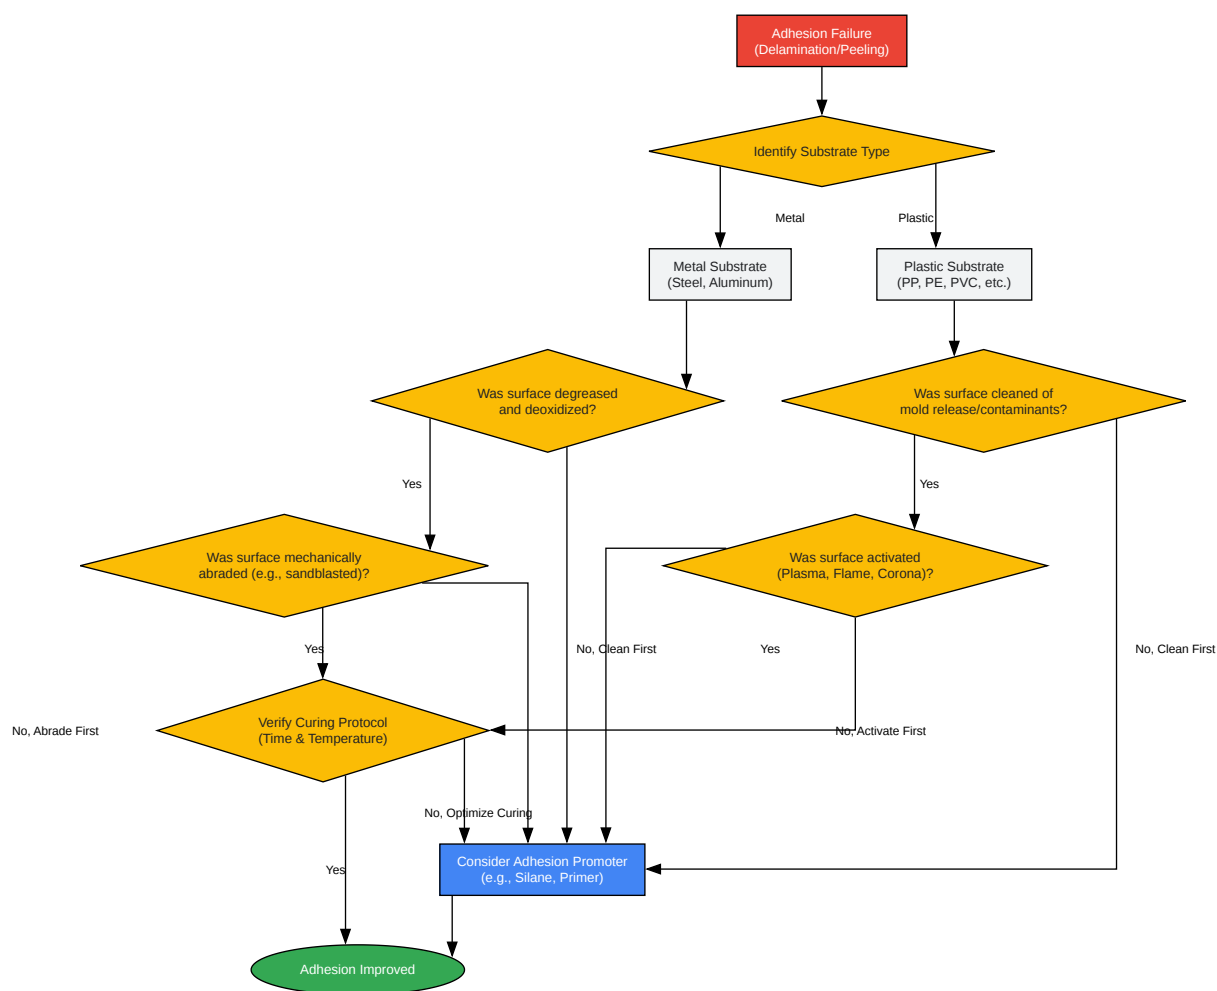 Adhesion Failure
(Delamination/Peeling)
Identify Substrate Type
Metal
Plastic
Metal Substrate
(Steel, Aluminum)
Plastic Substrate
(PP, PE, PVC, etc.)
Was surface degreased
and deoxidized?
Was surface cleaned of
mold release/contaminants?
Yes
Yes
Was surface mechanically
abraded (e.g., sandblasted)?
Was surface activated
(Plasma, Flame, Corona)?
Yes
No, Clean First
Yes
No, Clean First
No, Abrade First
Verify Curing Protocol
(Time & Temperature)
No, Activate First
No, Optimize Curing
Consider Adhesion Promoter
(e.g., Silane, Primer)
Yes
Adhesion Improved